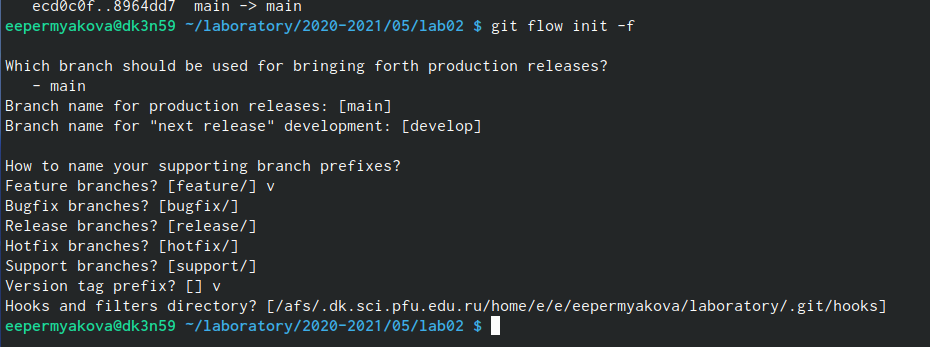 ecd0c0f..8964dd7  main -> main
eepermyakova@dk3n59 ~/laboratory/2020-2021/05/lab02 $ git flow init -f
Which branch should be used for bringing forth production releases?
- main
Branch name for production releases: [main]
Branch name for "next release" development: [develop]
How to name your supporting branch prefixes?
Feature branches? [feature/] v
Bugfix branches? [bugfix/]
Release branches? [release/]
Hotfix branches? [hotfix/]
Support branches? [support/]
Version tag prefix? [] v
Hooks and filters directory? [/afs/.dk.sci.pfu.edu.ru/home/e/e/eepermyakova/laboratory/.git/hooks]
eepermyakova@dk3n59 ~/laboratory/2020-2021/05/lab02 $